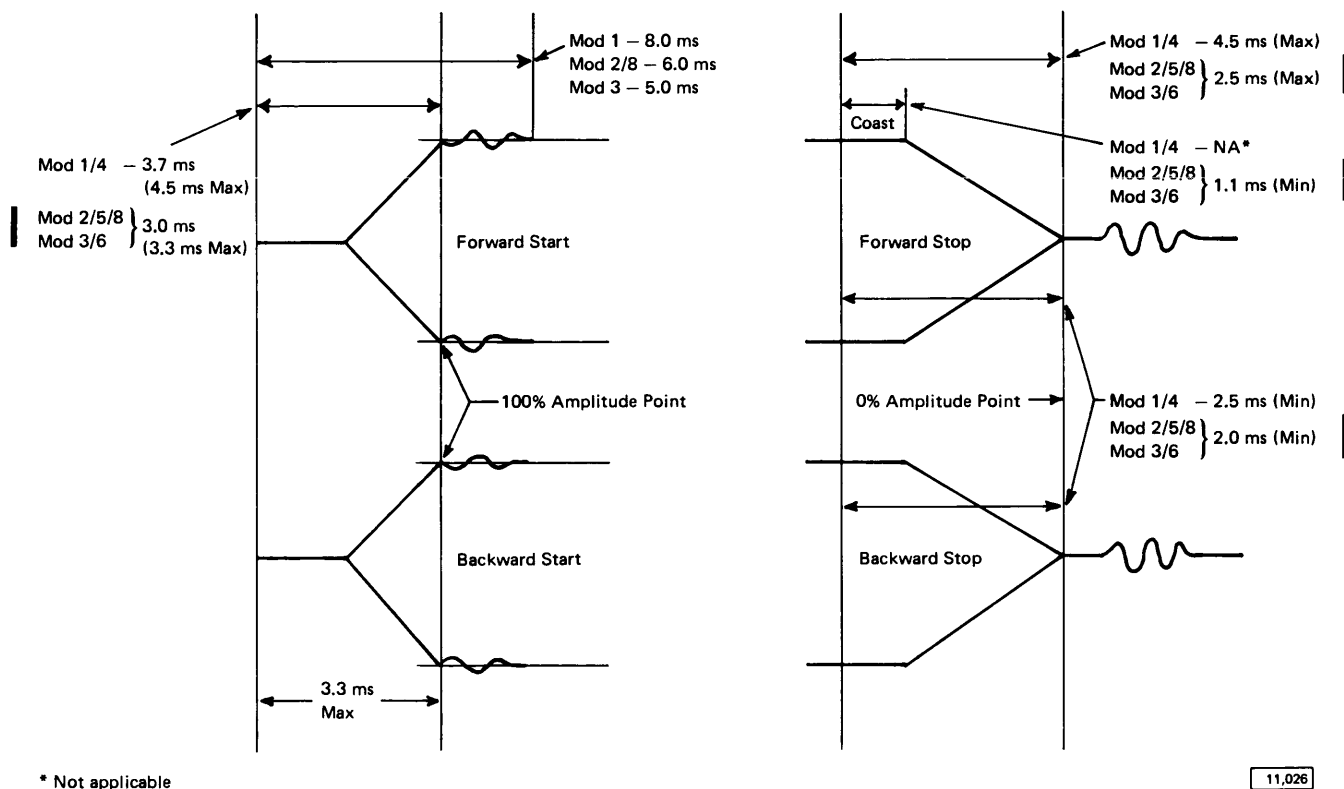 Mod 1 – 8.0 ms
Mod 2/8 – 6.0 ms
Mod 3 – 5.0 ms
Mod 1/4 – 3.7 ms
(4.5 ms Max)
Mod 2/5/8 } 3.0 ms
Mod 3/6 (3.3 ms Max)
Forward Start
100% Amplitude Point
Backward Start
3.3 ms
Max
Mod 1/4 – 4.5 ms (Max)
Mod 2/5/8 } 2.5 ms (Max)
Mod 3/6
Coast
Mod 1/4 – NA*
Mod 2/5/8 } 1.1 ms (Min)
Mod 3/6
Forward Stop
0% Amplitude Point
Mod 1/4 – 2.5 ms (Min)
Mod 2/5/8 } 2.0 ms (Min)
Mod 3/6
Backward Stop
* Not applicable
11,026